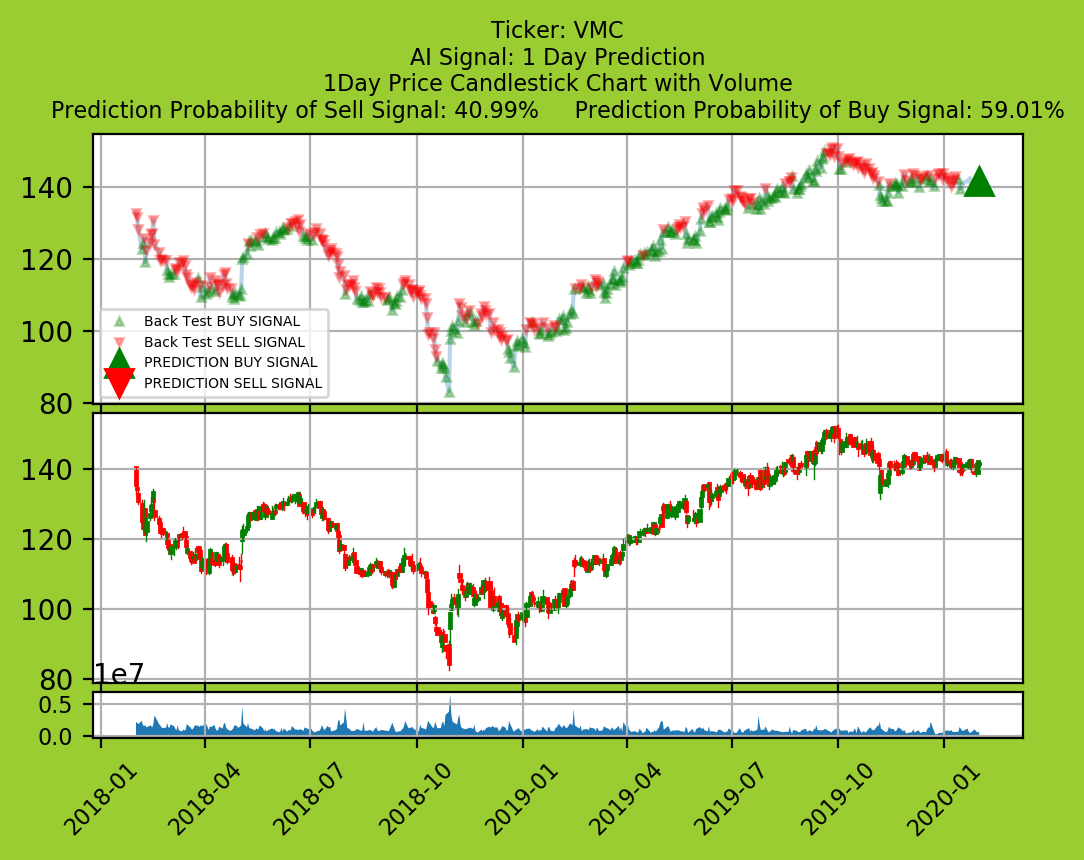 Ticker: VMC
AI Signal: 1 Day Prediction
1Day Price Candlestick Chart with Volume
Prediction Probability of Sell Signal: 40.99%     Prediction Probability of Buy Signal: 59.01%
140
120
100
80
Back Test BUY SIGNAL
Back Test SELL SIGNAL
PREDICTION BUY SIGNAL
PREDICTION SELL SIGNAL
140
120
100
80
1e7
0.5
0.0
2018-01 2018-04 2018-07 2018-10 2019-01 2019-04 2019-07 2019-10 2020-01